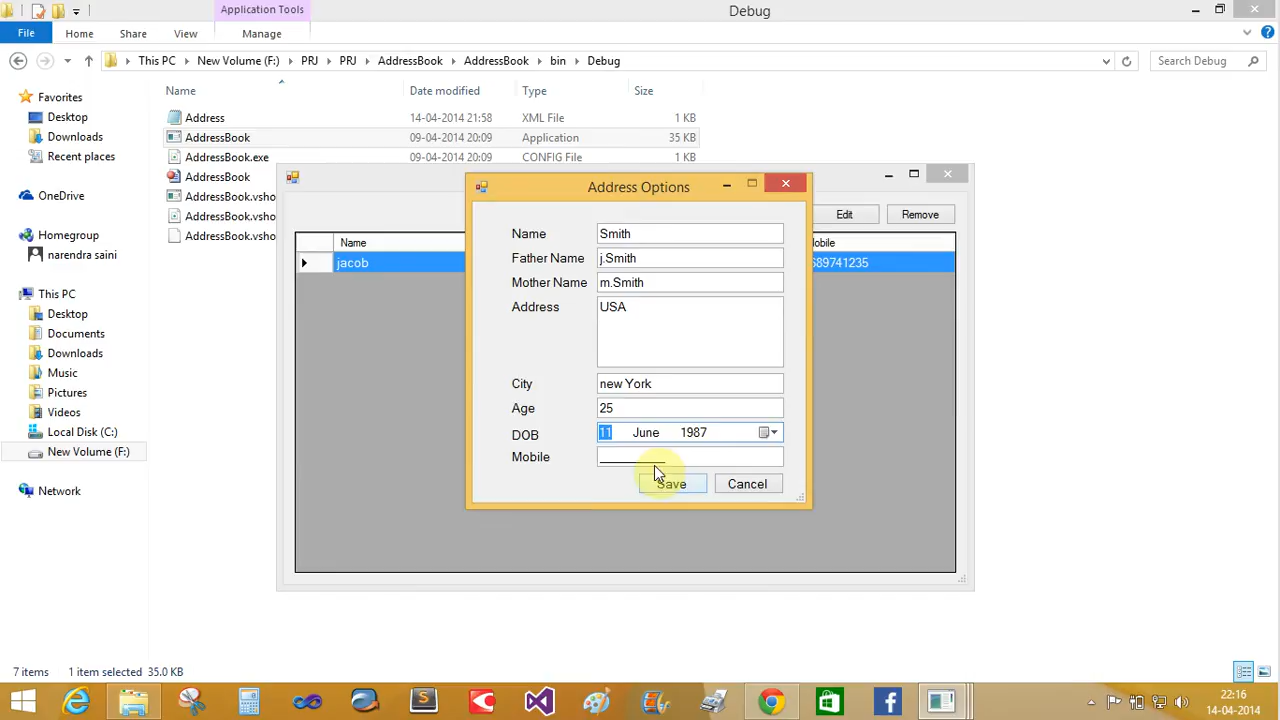 Application Tools
Debug
File
Home
Share
View
Manage
This PC
New Volume (F:)
PRJ
PRJ
AddressBook
AddressBook
bin
Debug
Search Debug
Name
Date modified
Type
Size
Favorites
Desktop
Downloads
Recent places
OneDrive
Homegroup
narendra saini
This PC
Desktop
Documents
Downloads
Music
Pictures
Videos
Local Disk (C:)
New Volume (F:)
Network
Address 14-04-2014 21:58 XML File 1 KB
AddressBook 09-04-2014 20:09 Application 35 KB
AddressBook.exe 09-04-2014 20:09 CONFIG File 1 KB
AddressBook
AddressBook.vsho
AddressBook.vsho
AddressBook.vsho
Edit
Remove
Name
jacob
689741235
Address Options
Name Smith
Father Name j.Smith
Mother Name m.Smith
Address USA
City new York
Age 25
DOB 11 June 1987
Mobile
Save Cancel
7 items 1 item selected 35.0 KB
22:16
14-04-2014